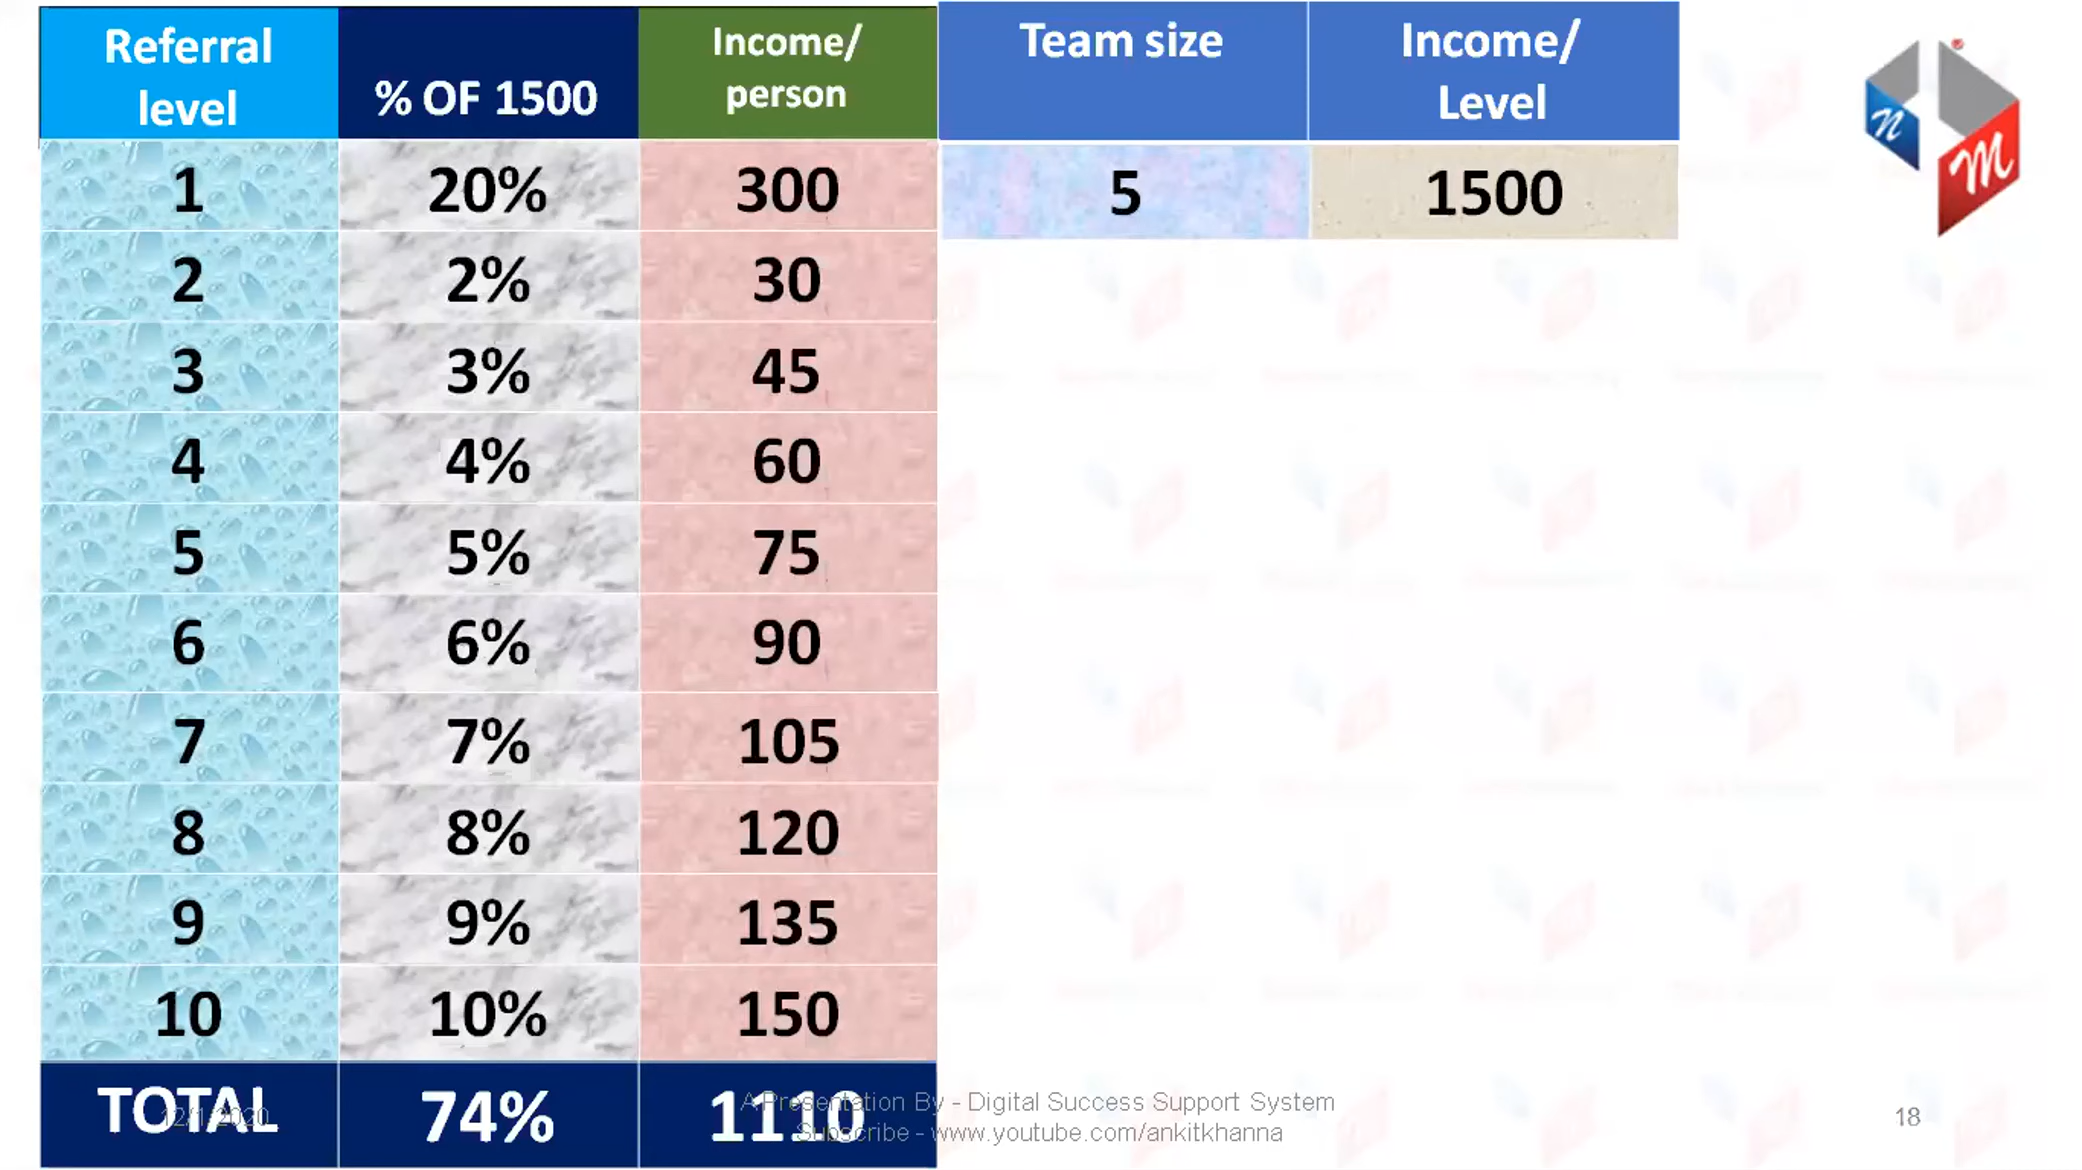 Referral level
% OF 1500
Income/ person
Team size
Income/ Level
1 20% 300 5 1500
2 2% 30
3 3% 45
4 4% 60
5 5% 75
6 6% 90
7 7% 105
8 8% 120
9 9% 135
10 10% 150
TOTAL 74% 1110
12/1/2020
A Presentation By - Digital Success Support System
Subscribe - www.youtube.com/ankitkhanna
18
n
m